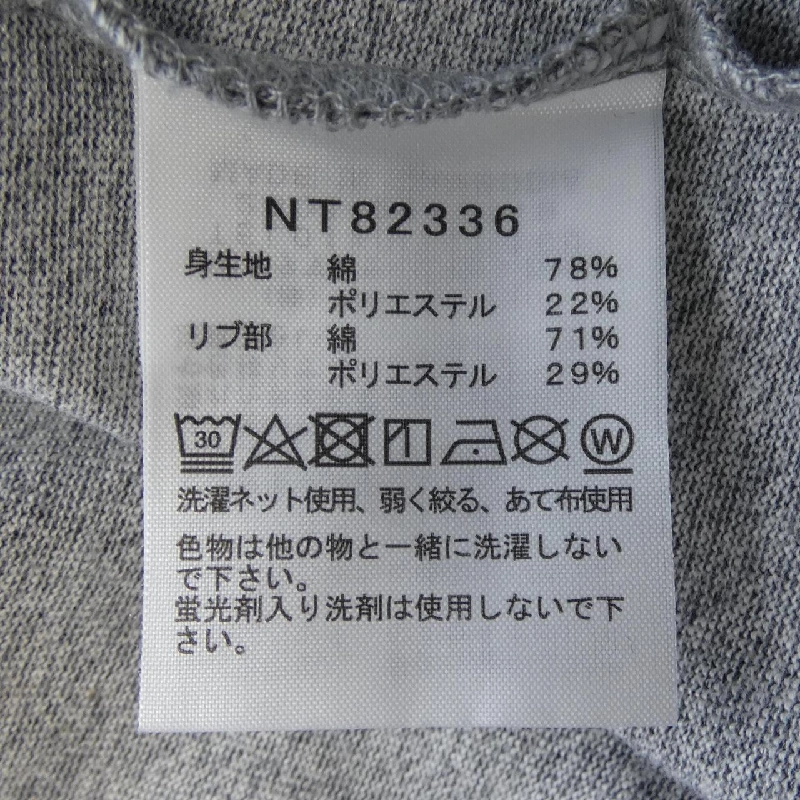 NT82336
身生地 綿 78%
ポリエステル 22%
リブ部 綿 71%
ポリエステル 29%
30 W
洗濯ネット使用、弱く絞る、あて布使用
色物は他の物と一緒に洗濯しない
で下さい。
蛍光剤入り洗剤は使用しないで下
さい。